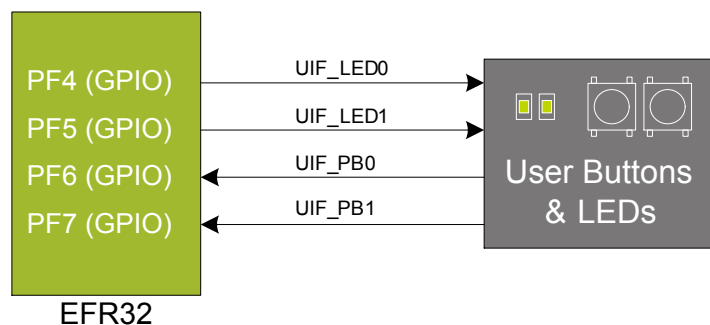 PF4 (GPIO)
UIF_LED0
PF5 (GPIO)
UIF_LED1
PF6 (GPIO)
UIF_PB0
PF7 (GPIO)
UIF_PB1
User Buttons
& LEDs
EFR32